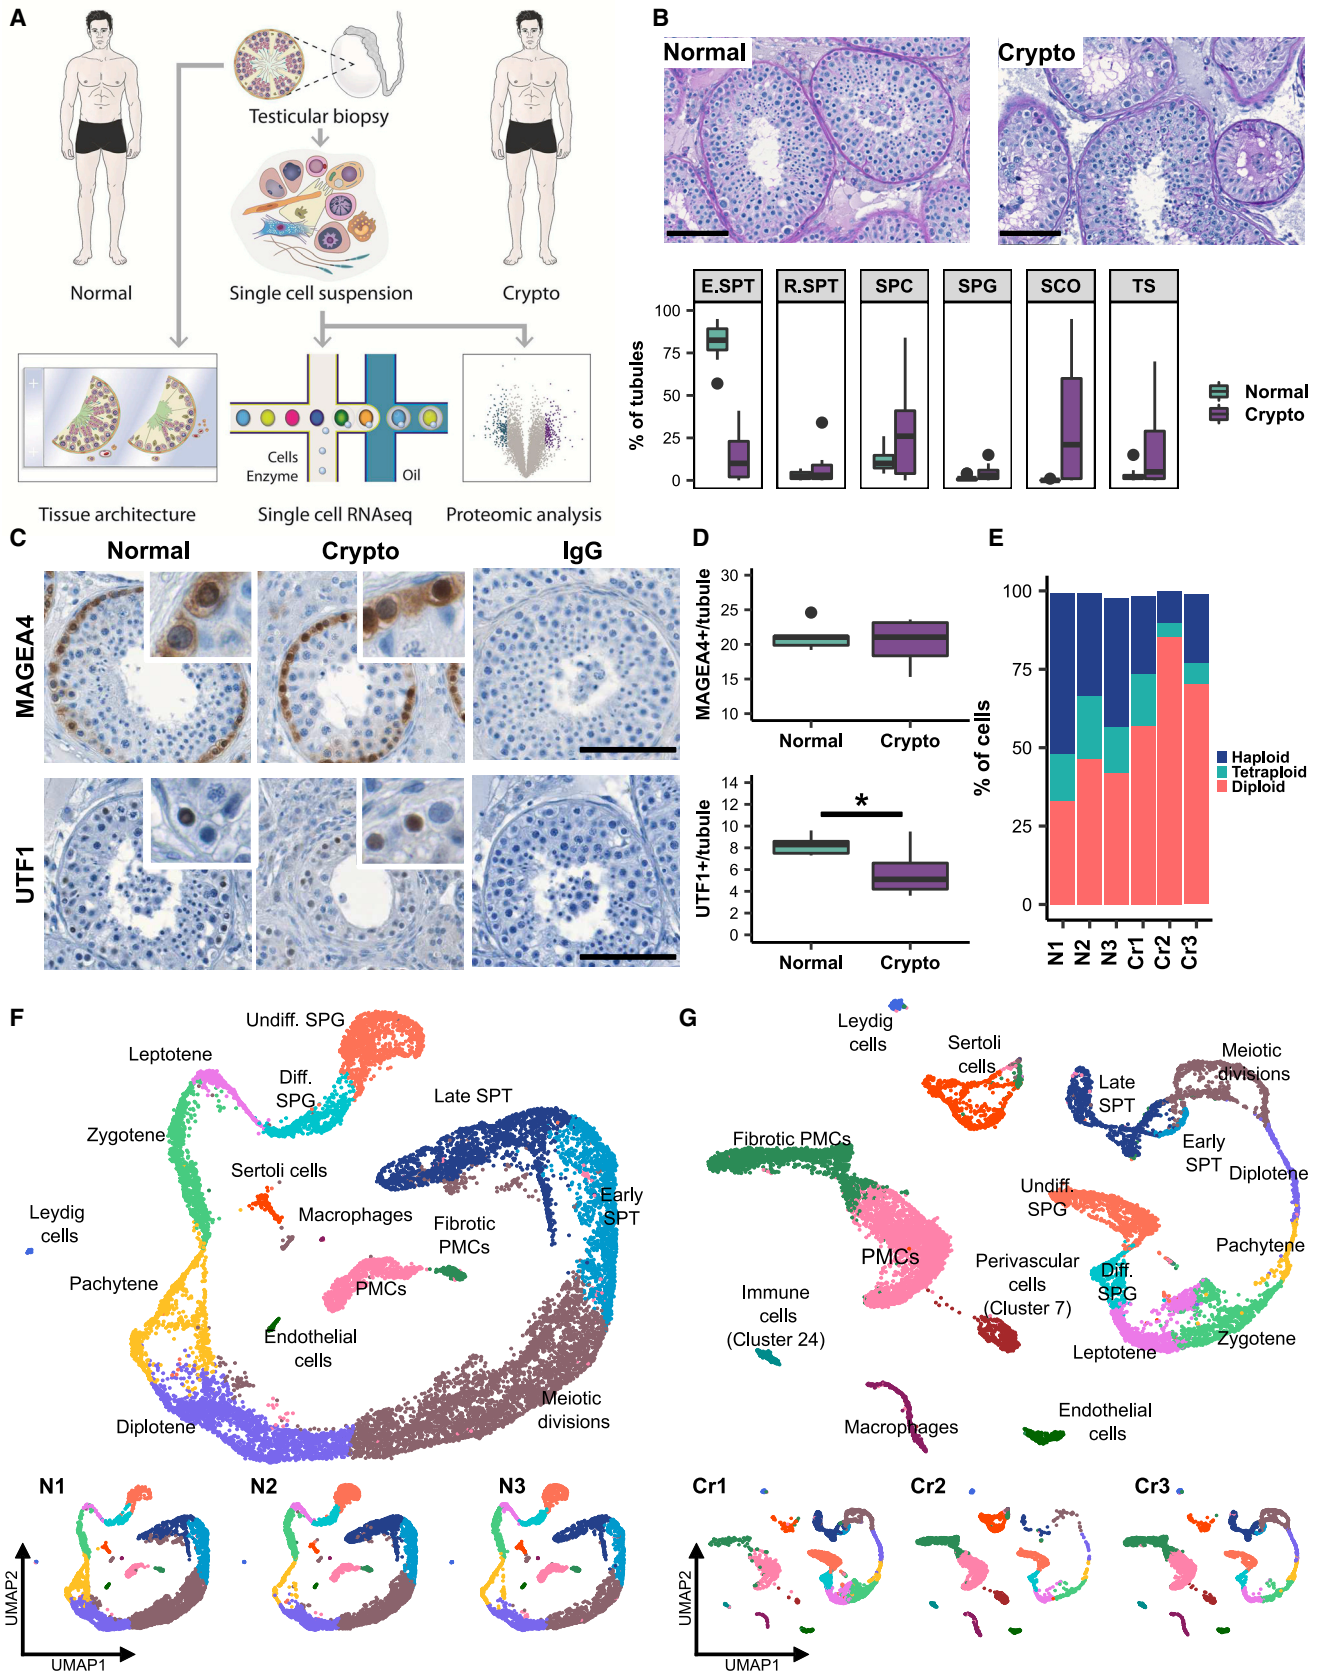 A
Testicular biopsy
Normal
Single cell suspension
Crypto
Cells
Enzyme
Oil
Tissue architecture
Single cell RNAseq
Proteomic analysis
B
Normal
Crypto
E.SPT
R.SPT
SPC
SPG
SCO
TS
% of tubules
100
75
50
25
0
Normal
Crypto
C
Normal
Crypto
IgG
MAGEA4
UTF1
D
MAGEA4+/tubule
30
25
20
15
10
Normal
Crypto
UTF1+/tubule
14
12
10
8
6
4
2
0
*
Normal
Crypto
E
% of cells
100
75
50
25
0
Haploid
Tetraploid
Diploid
N1
N2
N3
Cr1
Cr2
Cr3
F
Undiff. SPG
Leptotene
Diff.
SPG
Late SPT
Zygotene
Sertoli cells
Early
SPT
Leydig
cells
Macrophages
Fibrotic
PMCs
Pachytene
PMCs
Endothelial
cells
Meiotic
divisions
Diplotene
N1
N2
N3
UMAP2
UMAP1
G
Leydig
cells
Sertoli
cells
Meiotic
divisions
Late
SPT
Fibrotic PMCs
Early
SPT
Diplotene
Undiff.
SPG
Pachytene
PMCs
Perivascular
cells
(Cluster 7)
Diff.
SPG
Immune
cells
(Cluster 24)
Zygotene
Leptotene
Macrophages
Endothelial
cells
Cr1
Cr2
Cr3
UMAP2
UMAP1